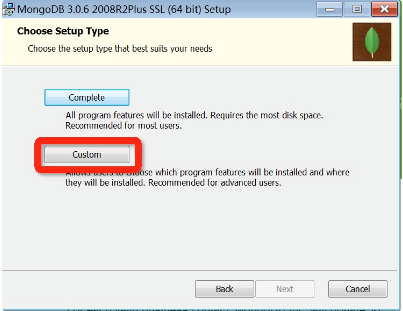 MongoDB 3.0.6 2008R2Plus SSL (64 bit) Setup
Choose Setup Type
Choose the setup type that best suits your needs
Complete
All program features will be installed. Requires the most disk space.
Recommended for most users.
Custom
Allows users to choose which program features will be installed and where
they will be installed. Recommended for advanced users.
Back
Next
Cancel